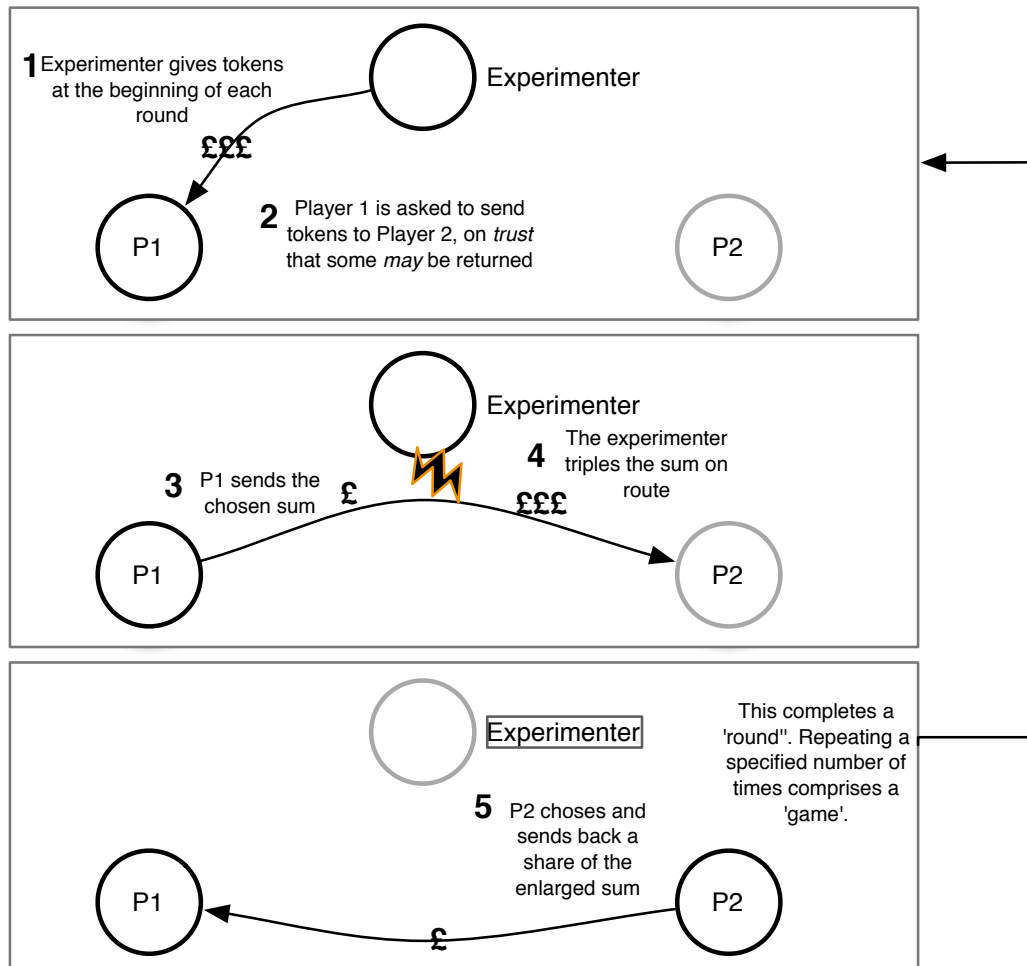 1 Experimenter gives tokens
at the beginning of each
round
Experimenter
£££
2 Player 1 is asked to send
tokens to Player 2, on trust
that some may be returned
P1
P2
Experimenter
3 P1 sends the
chosen sum
£
4 The experimenter
triples the sum on
route
£££
P1
P2
Experimenter
This completes a
'round". Repeating a
specified number of
times comprises a
'game'.
5 P2 choses and
sends back a
share of the
enlarged sum
P1
P2
£